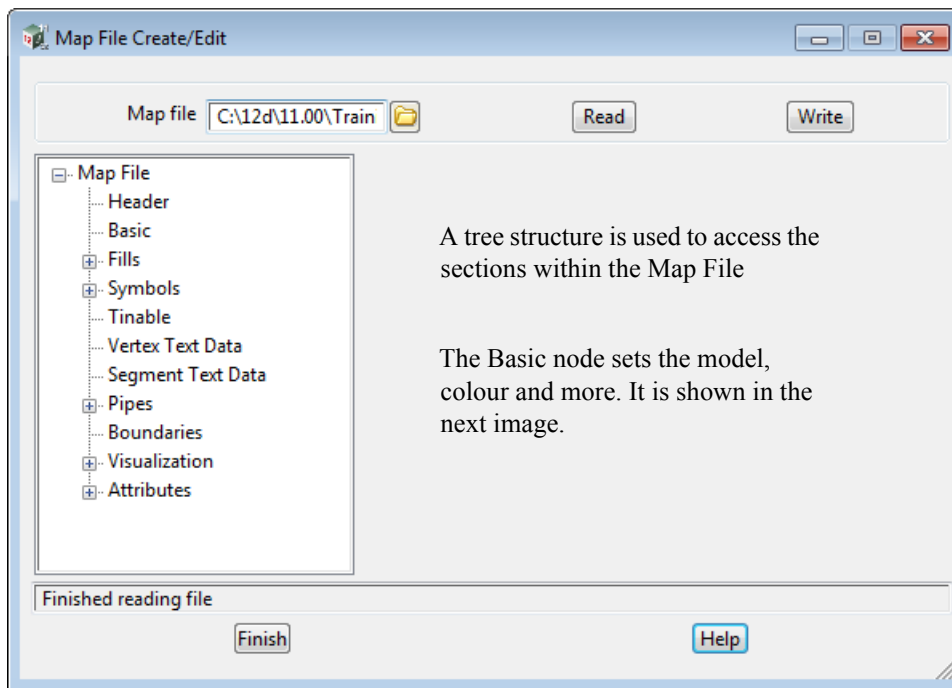 Map File Create/Edit
Map file C:\12d\11.00\Train Read Write
Map File
Header
Basic
Fills
Symbols
Tinable
Vertex Text Data
Segment Text Data
Pipes
Boundaries
Visualization
Attributes
A tree structure is used to access the
sections within the Map File
The Basic node sets the model,
colour and more. It is shown in the
next image.
Finished reading file
Finish Help